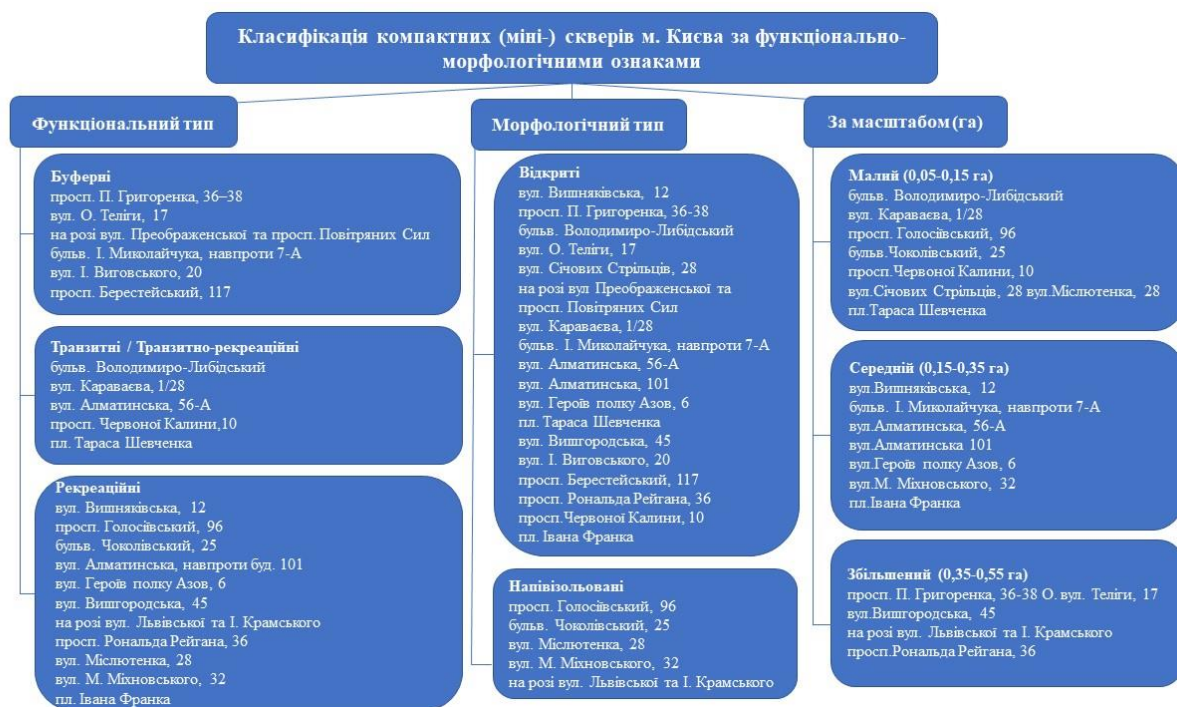 Класифікація компактних (міні-) скверів м. Києва за функціонально-
морфологічними ознаками
Функціональний тип
Буферні
просп. П. Григоренка, 36–38
вул. О. Теліги, 17
на розі вул. Преображенської та просп. Повітряних Сил
бульв. І. Миколайчука, навпроти 7-А
вул. І. Виговського, 20
просп. Берестейський, 117
Транзитні / Транзитно-рекреаційні
бульв. Володимиро-Либідський
вул. Караваєва, 1/28
вул. Алматинська, 56-А
просп. Червоної Калини,10
пл. Тараса Шевченка
Рекреаційні
вул. Вишняківська, 12
просп. Голосіївський, 96
бульв. Чоколівський, 25
вул. Алматинська, навпроти буд. 101
вул. Героїв полку Азов, 6
вул. Вишгородська, 45
на розі вул. Львівської та І. Крамського
просп. Рональда Рейгана, 36
вул. Міслютенка, 28
вул. М. Міхновського, 32
пл. Івана Франка
Морфологічний тип
Відкриті
вул. Вишняківська, 12
просп. П. Григоренка, 36-38
бульв. Володимиро-Либідський
вул. О. Теліги, 17
вул. Січових Стрільців, 28
на розі вул Преображенської та
просп. Повітряних Сил
вул. Караваєва, 1/28
бульв. І. Миколайчука, навпроти 7-А
вул. Алматинська, 56-А
вул. Алматинська, 101
вул. Героїв полку Азов, 6
пл. Тараса Шевченка
вул. Вишгородська, 45
вул. І. Виговського, 20
просп. Берестейський, 117
просп. Рональда Рейгана, 36
просп.Червоної Калини, 10
пл. Івана Франка
Напівізольовані
просп. Голосіївський, 96
бульв. Чоколівський, 25
вул. Міслютенка, 28
вул. М. Міхновського, 32
на розі вул. Львівської та І. Крамського
За масштабом (га)
Малий (0,05-0,15 га)
бульв. Володимиро-Либідський
вул. Караваєва, 1/28
просп. Голосіївський, 96
бульв.Чоколівський, 25
просп.Червоної Калини, 10
вул.Січових Стрільців, 28 вул.Міслютенка, 28
пл.Тараса Шевченка
Середній (0,15-0,35 га)
вул.Вишняківська, 12
бульв. І. Миколайчука, навпроти 7-А
вул.Алматинська, 56-А
вул.Алматинська 101
вул.Героїв полку Азов, 6
вул.М. Міхновського, 32
пл.Івана Франка
Збільшений (0,35-0,55 га)
просп. П. Григоренка, 36-38 О. вул. Теліги, 17
вул.Вишгородська, 45
на розі вул. Львівської та І. Крамського
просп.Рональда Рейгана, 36